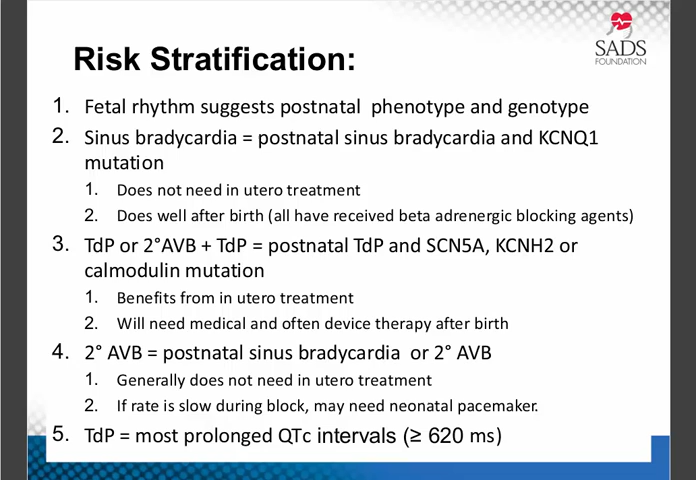 SADS
FOUNDATION
Risk Stratification:
1. Fetal rhythm suggests postnatal phenotype and genotype
2. Sinus bradycardia = postnatal sinus bradycardia and KCNQ1
mutation
1. Does not need in utero treatment
2. Does well after birth (all have received beta adrenergic blocking agents)
3. TdP or 2°AVB + TdP = postnatal TdP and SCN5A, KCNH2 or
calmodulin mutation
1. Benefits from in utero treatment
2. Will need medical and often device therapy after birth
4. 2° AVB = postnatal sinus bradycardia or 2° AVB
1. Generally does not need in utero treatment
2. If rate is slow during block, may need neonatal pacemaker.
5. TdP = most prolonged QTc intervals (≥ 620 ms)